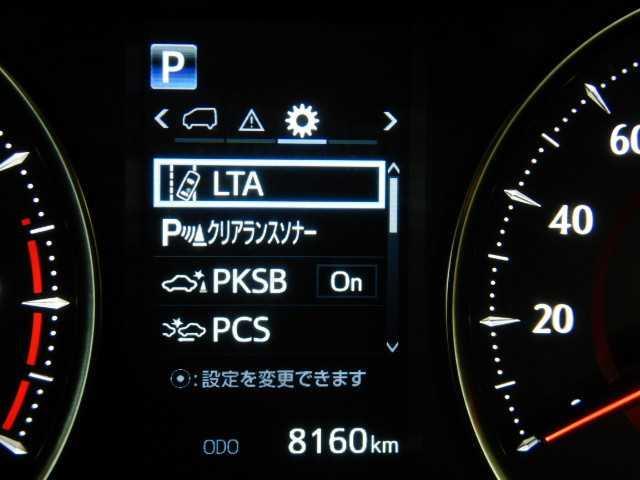 P
LTA
Pクリアランスソナー
PKSB On
PCS
:設定を変更できます
ODO 8160km
60
40
20